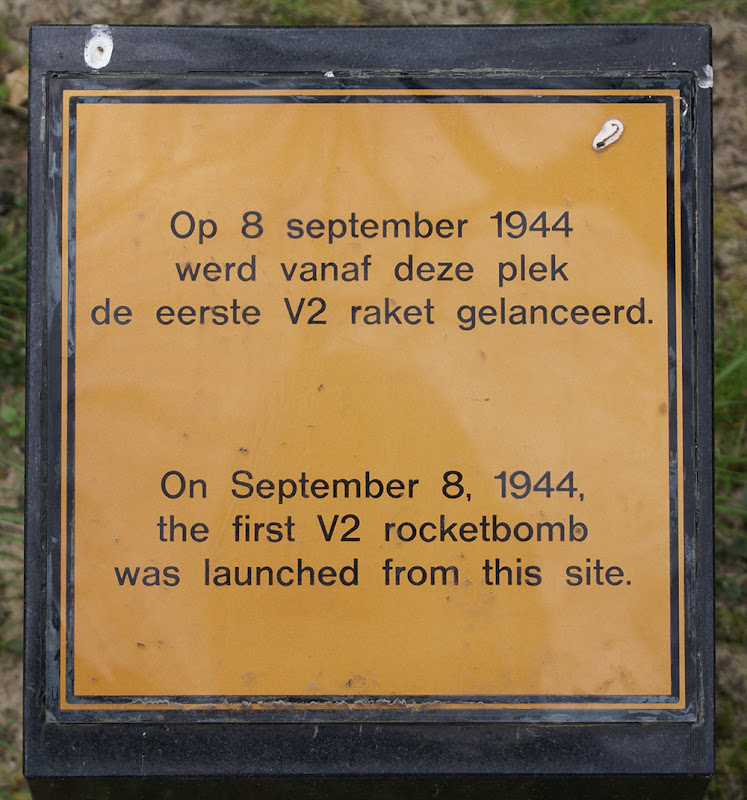 Op 8 september 1944
werd vanaf deze plek
de eerste V2 raket gelanceerd.
On September 8, 1944,
the first V2 rocketbomb
was launched from this site.